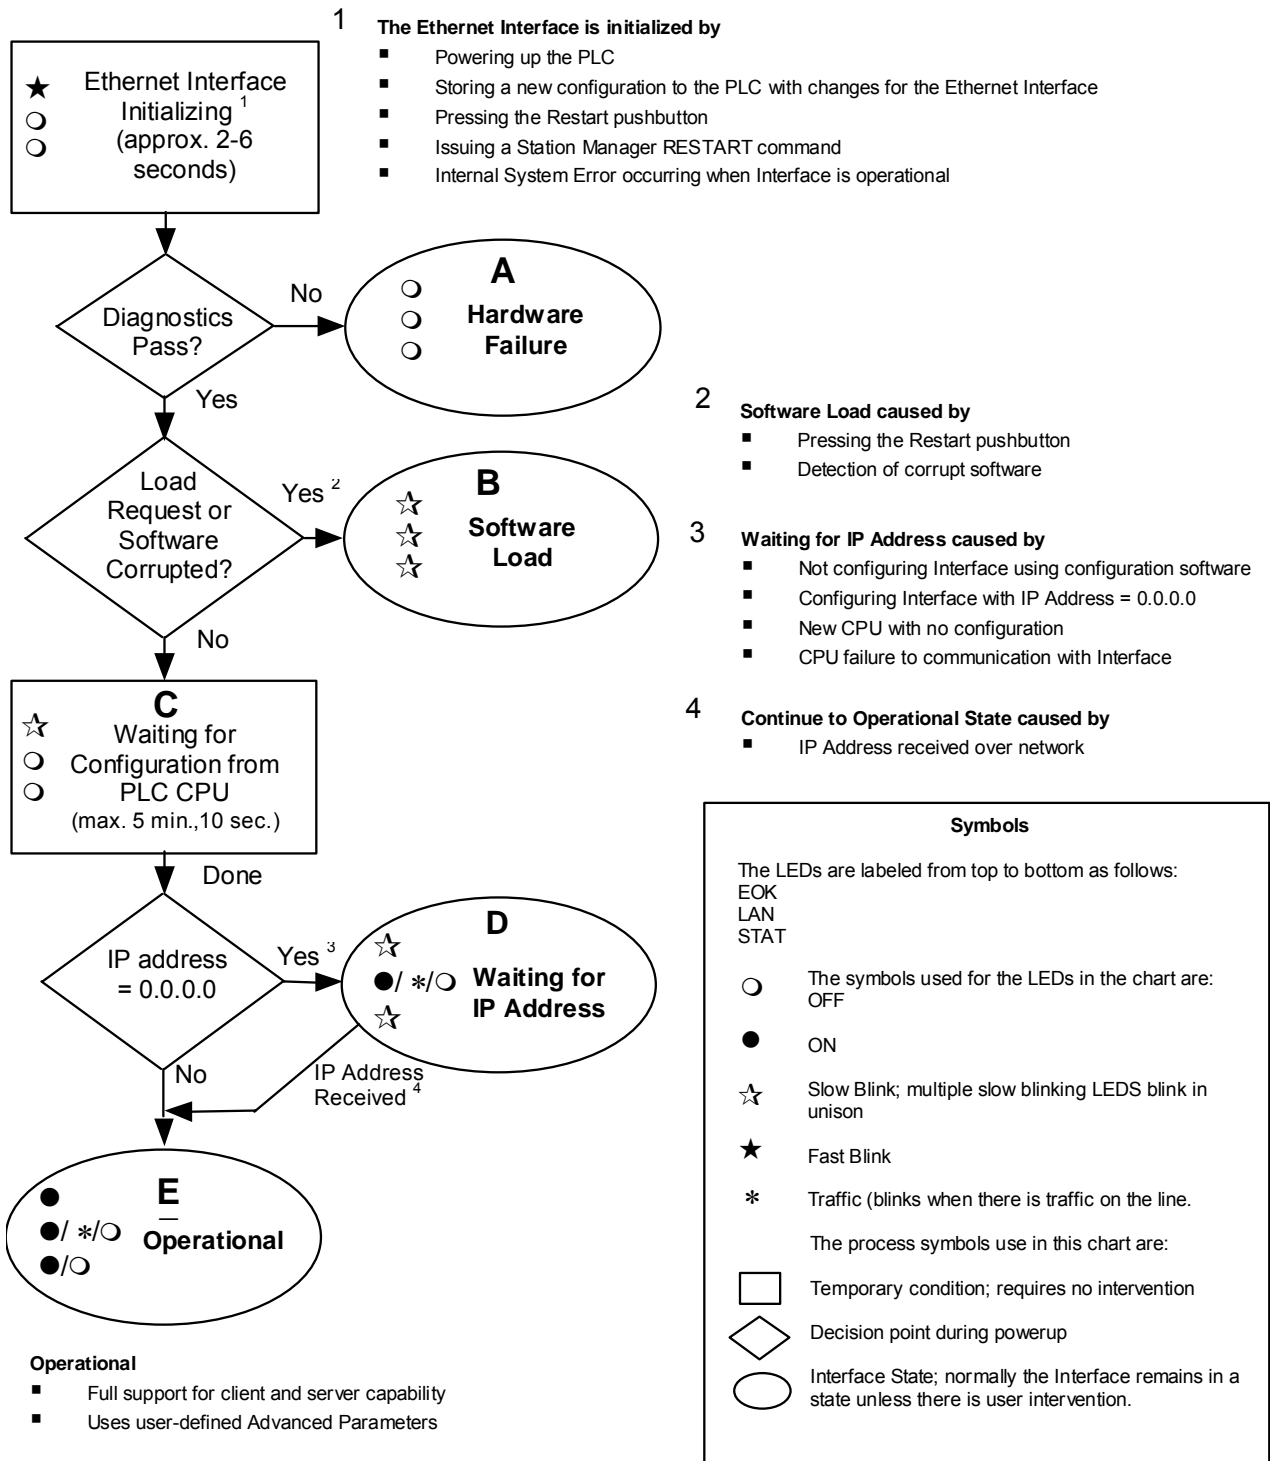 1
The Ethernet Interface is initialized by
■ Powering up the PLC
■ Storing a new configuration to the PLC with changes for the Ethernet Interface
■ Pressing the Restart pushbutton
■ Issuing a Station Manager RESTART command
■ Internal System Error occurring when Interface is operational
Ethernet Interface
Initializing 1
(approx. 2-6
seconds)
Diagnostics
Pass?
No
A
Hardware
Failure
Yes
2
Software Load caused by
■ Pressing the Restart pushbutton
■ Detection of corrupt software
Load
Request or
Software
Corrupted?
Yes 2
B
Software
Load
3
Waiting for IP Address caused by
■ Not configuring Interface using configuration software
■ Configuring Interface with IP Address = 0.0.0.0
■ New CPU with no configuration
■ CPU failure to communication with Interface
No
C
Waiting for
Configuration from
PLC CPU
(max. 5 min.,10 sec.)
4
Continue to Operational State caused by
■ IP Address received over network
Done
IP address
= 0.0.0.0
Yes 3
D
●/ */○
Waiting for
IP Address
No
IP Address
Received 4
E
●/ */○
Operational
●/○
Operational
■ Full support for client and server capability
■ Uses user-defined Advanced Parameters
Symbols
The LEDs are labeled from top to bottom as follows:
EOK
LAN
STAT
The symbols used for the LEDs in the chart are:
○ OFF
● ON
☆ Slow Blink; multiple slow blinking LEDS blink in
unison
★ Fast Blink
* Traffic (blinks when there is traffic on the line.
The process symbols use in this chart are:
Temporary condition; requires no intervention
Decision point during powerup
Interface State; normally the Interface remains in a
state unless there is user intervention.